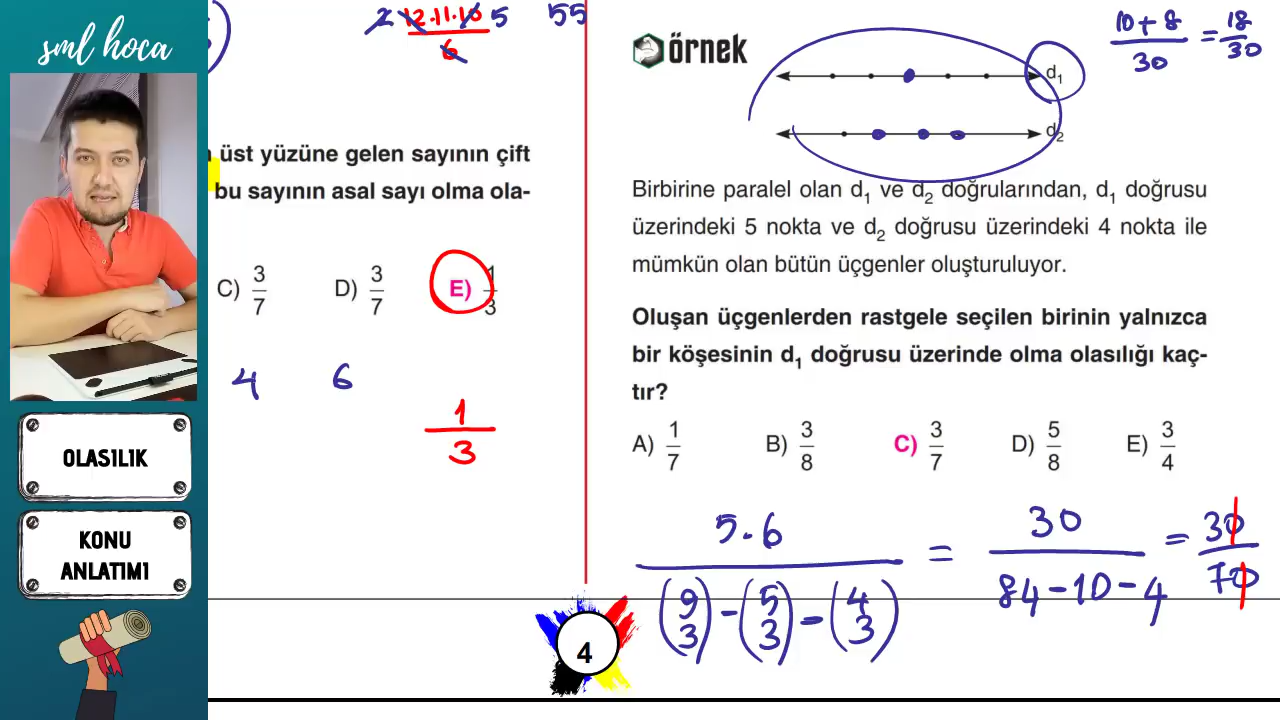 sml hoca
OLASILIK
KONU
ANLATIMI
2 12.11.10 5 55
6
üst yüzüne gelen sayının çift
bu sayının asal sayı olma ola-
C) 3/7 D) 3/7 E) 1/3
4 6
1/3
4
örnek
10+8/30 = 18/30
d1
d2
Birbirine paralel olan d1 ve d2 doğrularından, d1 doğrusu
üzerindeki 5 nokta ve d2 doğrusu üzerindeki 4 nokta ile
mümkün olan bütün üçgenler oluşturuluyor.
Oluşan üçgenlerden rastgele seçilen birinin yalnızca
bir köşesinin d1 doğrusu üzerinde olma olasılığı kaç-
tır?
A) 1/7 B) 3/8 C) 3/7 D) 5/8 E) 3/4
5.6 = 30 = 30
(9 3) - (5 3) - (4 3) 84-10-4 70